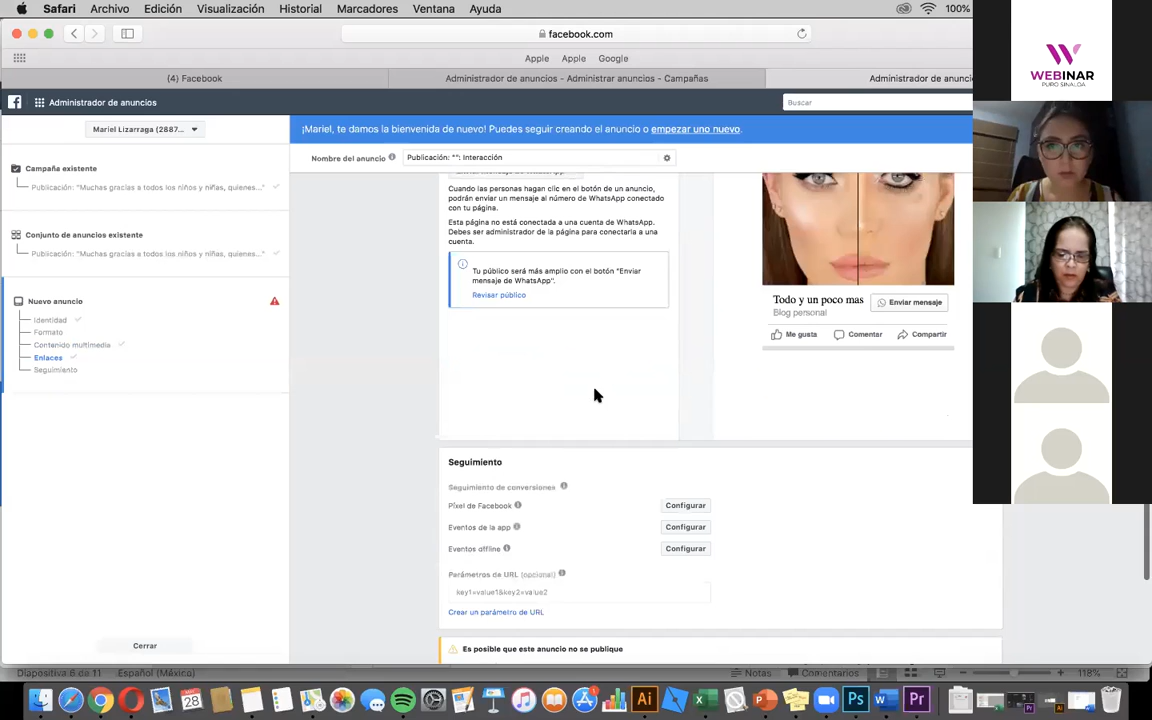 Safari Archivo Edición Visualización Historial Marcadores Ventana Ayuda 100%
facebook.com
Apple Apple Google
(4) Facebook
Administrador de anuncios - Administrar anuncios - Campañas
Administrador de anuncio
Administrador de anuncios
Buscar
Mariel Lizarraga (2887...
¡Mariel, te damos la bienvenida de nuevo! Puedes seguir creando el anuncio o empezar uno nuevo.
Nombre del anuncio
Publicación: "": Interacción
Campaña existente
Publicación: "Muchas gracias a todos los niños y niñas, quienes..."
Conjunto de anuncios existente
Publicación: "Muchas gracias a todos los niños y niñas, quienes..."
Nuevo anuncio
Identidad
Formato
Contenido multimedia
Enlaces
Seguimiento
Cerrar
Cuando las personas hagan clic en el botón de un anuncio,
podrán enviar un mensaje al número de WhatsApp conectado
con tu página.
Esta página no está conectada a una cuenta de WhatsApp.
Debes ser administrador de la página para conectarla a una
cuenta.
Tu público será más amplio con el botón "Enviar
mensaje de WhatsApp".
Revisar público
Todo y un poco mas
Blog personal
Enviar mensaje
Me gusta Comentar Compartir
Seguimiento
Seguimiento de conversiones
Píxel de Facebook Configurar
Eventos de la app Configurar
Eventos offline Configurar
Parámetros de URL (opcional)
key1=value1&key2=value2
Crear un parámetro de URL
Es posible que este anuncio no se publique
Diapositiva 6 de 11 Español (México) Notas Comentarios 118%
WEBINAR
PURO SINALOA
28
Ai
Ps
Pr